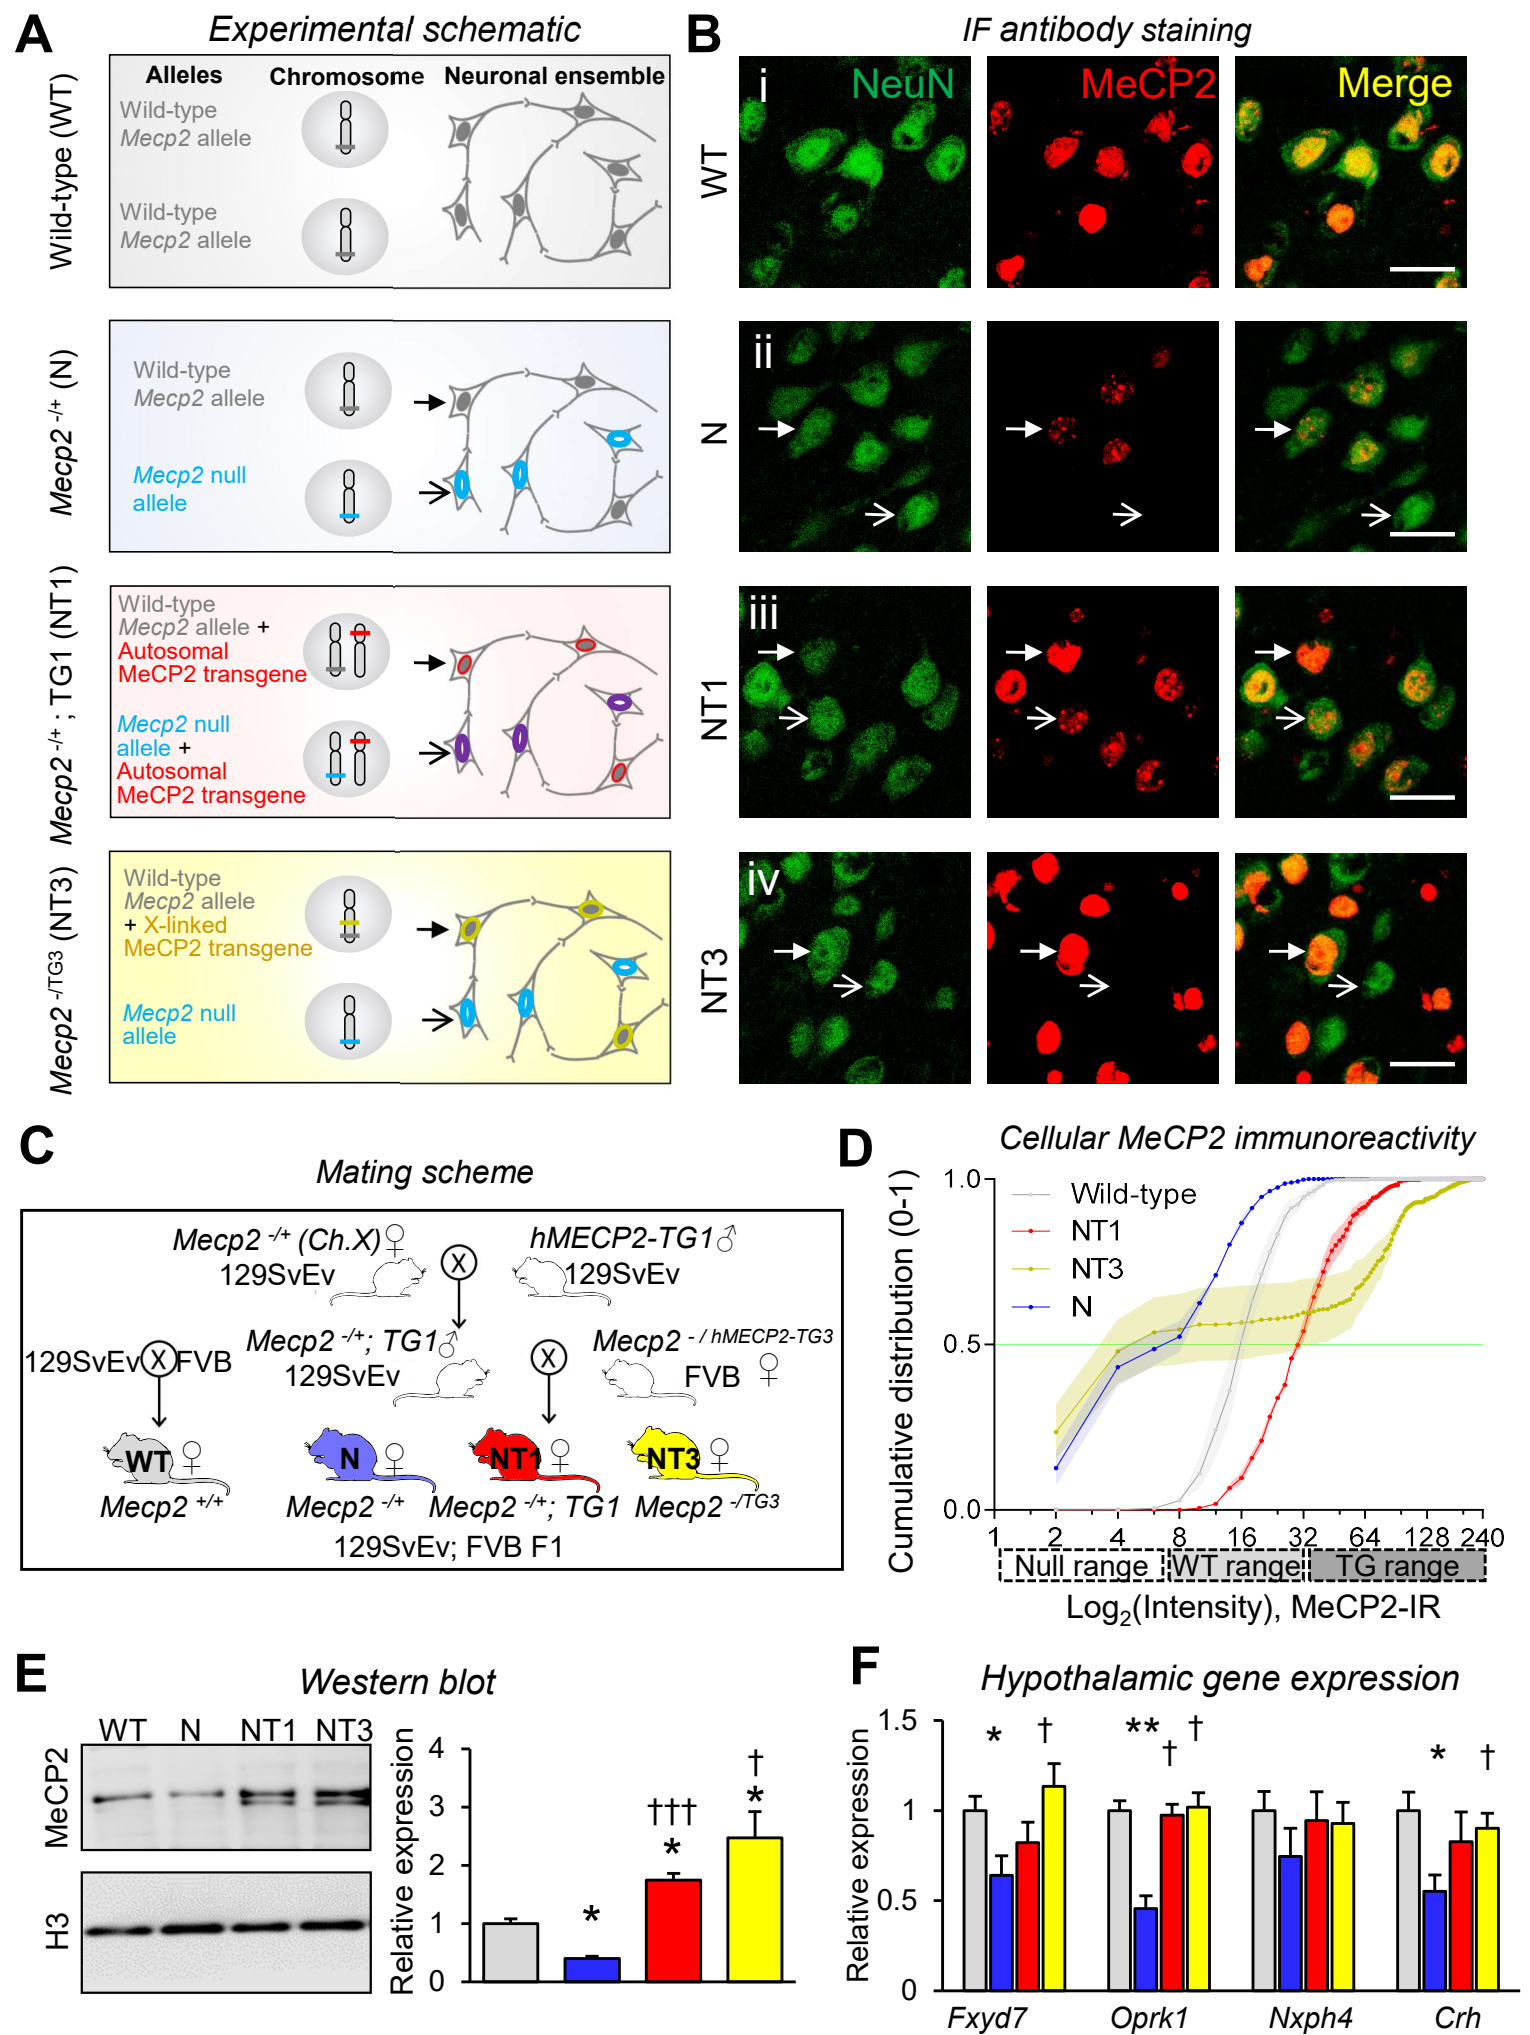 A
Experimental schematic
Wild-type (WT)
Alleles
Chromosome
Neuronal ensemble
Wild-type
Mecp2 allele
Wild-type
Mecp2 allele
Mecp2 -/+ (N)
Wild-type
Mecp2 allele
Mecp2 null
allele
Mecp2 -/+ ; TG1 (NT1)
Wild-type
Mecp2 allele +
Autosomal
MeCP2 transgene
Mecp2 null
allele +
Autosomal
MeCP2 transgene
Mecp2 -/TG3 (NT3)
Wild-type
Mecp2 allele
+ X-linked
MeCP2 transgene
Mecp2 null
allele
B
IF antibody staining
WT
i
NeuN
MeCP2
Merge
N
ii
NT1
iii
NT3
iv
C
Mating scheme
Mecp2 -/+ (Ch.X)♀
129SvEv
X
hMECP2-TG1♂
129SvEv
129SvEv X FVB
Mecp2 -/+; TG1♂
129SvEv
X
Mecp2 -/hMECP2-TG3
FVB ♀
WT ♀
N ♀
NT1 ♀
NT3 ♀
Mecp2 +/+
Mecp2 -/+
Mecp2 -/+; TG1
Mecp2 -/TG3
129SvEv; FVB F1
D
Cellular MeCP2 immunoreactivity
Cumulative distribution (0-1)
1.0
0.5
0.0
Wild-type
NT1
NT3
N
1 2 4 8 16 32 64 128 240
Null range
WT range
TG range
Log2(Intensity), MeCP2-IR
E
Western blot
WT N NT1 NT3
MeCP2
H3
Relative expression
4
3
2
1
0
*
†††
*
†
*
F
Hypothalamic gene expression
Relative expression
1.5
1
0.5
0
* †
** † †
* †
Fxyd7 Oprk1 Nxph4 Crh